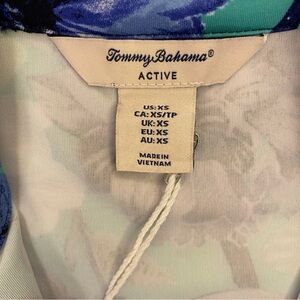 Tommy Bahama®
ACTIVE
US: XS
CA: XS/TP
UK: XS
EU: XS
AU: XS
MADE IN
VIETNAM